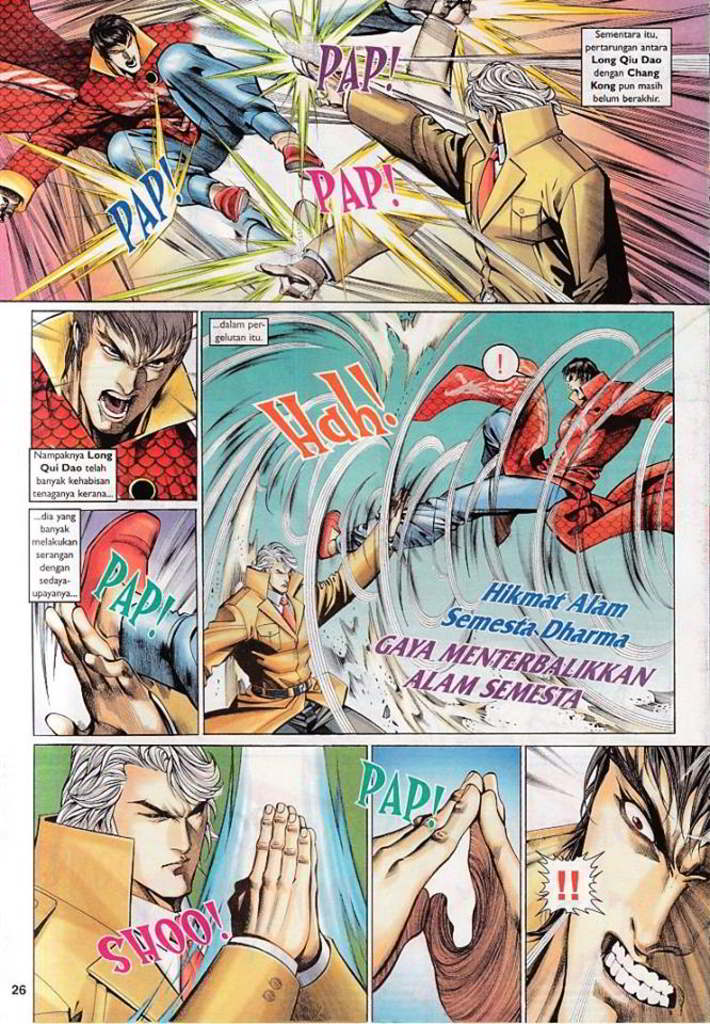 Sementara itu,
pertarungan antara
Long Qiu Dao
dengan Chang
Kong pun masih
belum berakhir.
PAP!
PAP!
PAP!
Nampaknya Long
Qui Dao telah
banyak kehabisan
tenaganya kerana...
...dalam per-
gelutan itu.
!
Hah!
...dia yang
banyak
melakukan
serangan
dengan
sedaya-
upayanya...
PAP!
Hikmat Alam
Semesta Dharma
GAYA MENTERBALIKKAN
ALAM SEMESTA
SHOO!
PAP!
!!
26